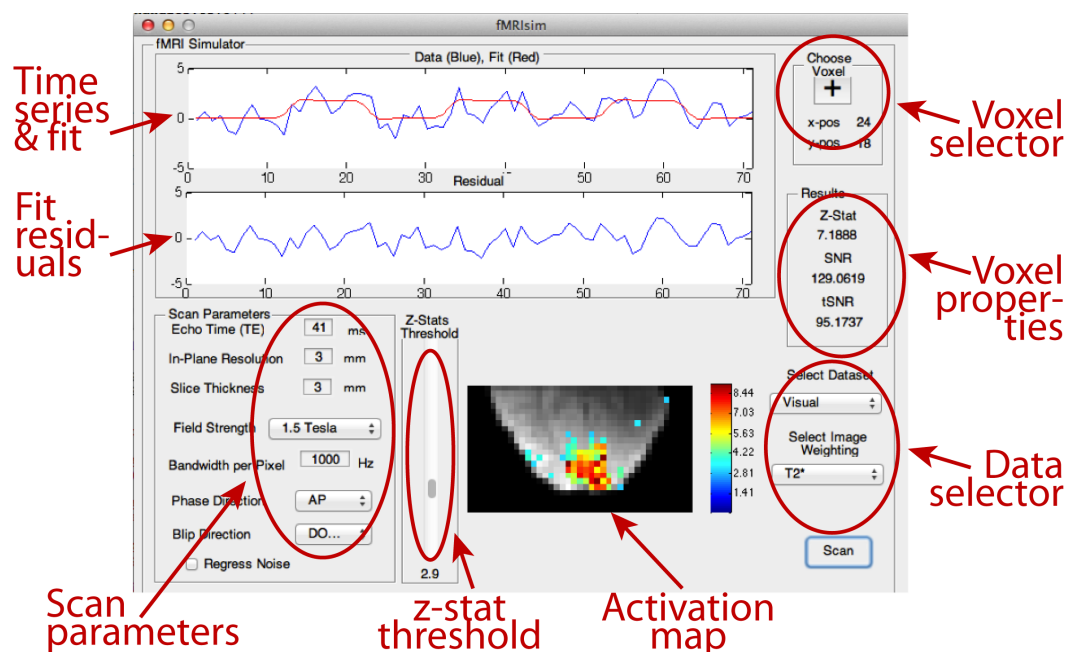 fMRIsim
fMRI Simulator
Data (Blue), Fit (Red)
5
0
-5
0 10 20 30 40 50 60 70
Residual
5
0
-5
0 10 20 30 40 50 60 70
Choose
Voxel
+
x-pos 24
y-pos 18
Results
Z-Stat
7.1888
SNR
129.0619
tSNR
95.1737
Scan Parameters
Echo Time (TE) 41 ms
In-Plane Resolution 3 mm
Slice Thickness 3 mm
Field Strength 1.5 Tesla
Bandwidth per Pixel 1000 Hz
Phase Direction AP
Blip Direction DO...
Regress Noise
Z-Stats
Threshold
2.9
8.44
7.03
5.63
4.22
2.81
1.41
Select Dataset
Visual
Select Image
Weighting
T2*
Scan
Time
series
& fit
Fit
resid-
uals
Voxel
selector
Voxel
proper-
ties
Data
selector
Scan
parameters
z-stat
threshold
Activation
map